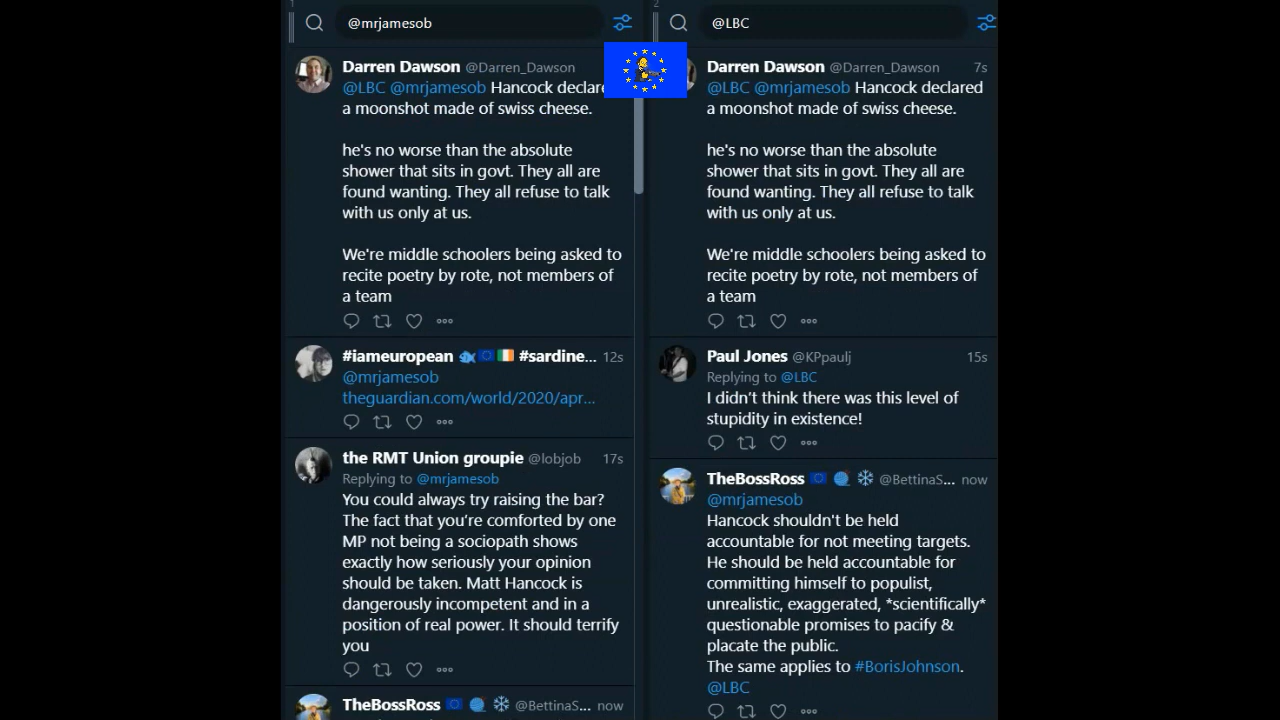 1
@mrjamesob
Darren Dawson @Darren_Dawson
@LBC @mrjamesob Hancock declare
a moonshot made of swiss cheese.
he's no worse than the absolute
shower that sits in govt. They all are
found wanting. They all refuse to talk
with us only at us.
We're middle schoolers being asked to
recite poetry by rote, not members of
a team
#iameuropean 🐟🇪🇺🇮🇪 #sardine... 12s
@mrjamesob
theguardian.com/world/2020/apr...
the RMT Union groupie @lobjob 17s
Replying to @mrjamesob
You could always try raising the bar?
The fact that you're comforted by one
MP not being a sociopath shows
exactly how seriously your opinion
should be taken. Matt Hancock is
dangerously incompetent and in a
position of real power. It should terrify
you
TheBossRoss 🇪🇺 ❄ @BettinaS... now
2
@LBC
Darren Dawson @Darren_Dawson 7s
@LBC @mrjamesob Hancock declared
a moonshot made of swiss cheese.
he's no worse than the absolute
shower that sits in govt. They all are
found wanting. They all refuse to talk
with us only at us.
We're middle schoolers being asked to
recite poetry by rote, not members of
a team
Paul Jones @KPpaulj 15s
Replying to @LBC
I didn't think there was this level of
stupidity in existence!
TheBossRoss 🇪🇺 ❄ @BettinaS... now
@mrjamesob
Hancock shouldn't be held
accountable for not meeting targets.
He should be held accountable for
committing himself to populist,
unrealistic, exaggerated, *scientifically*
questionable promises to pacify &
placate the public.
The same applies to #BorisJohnson.
@LBC